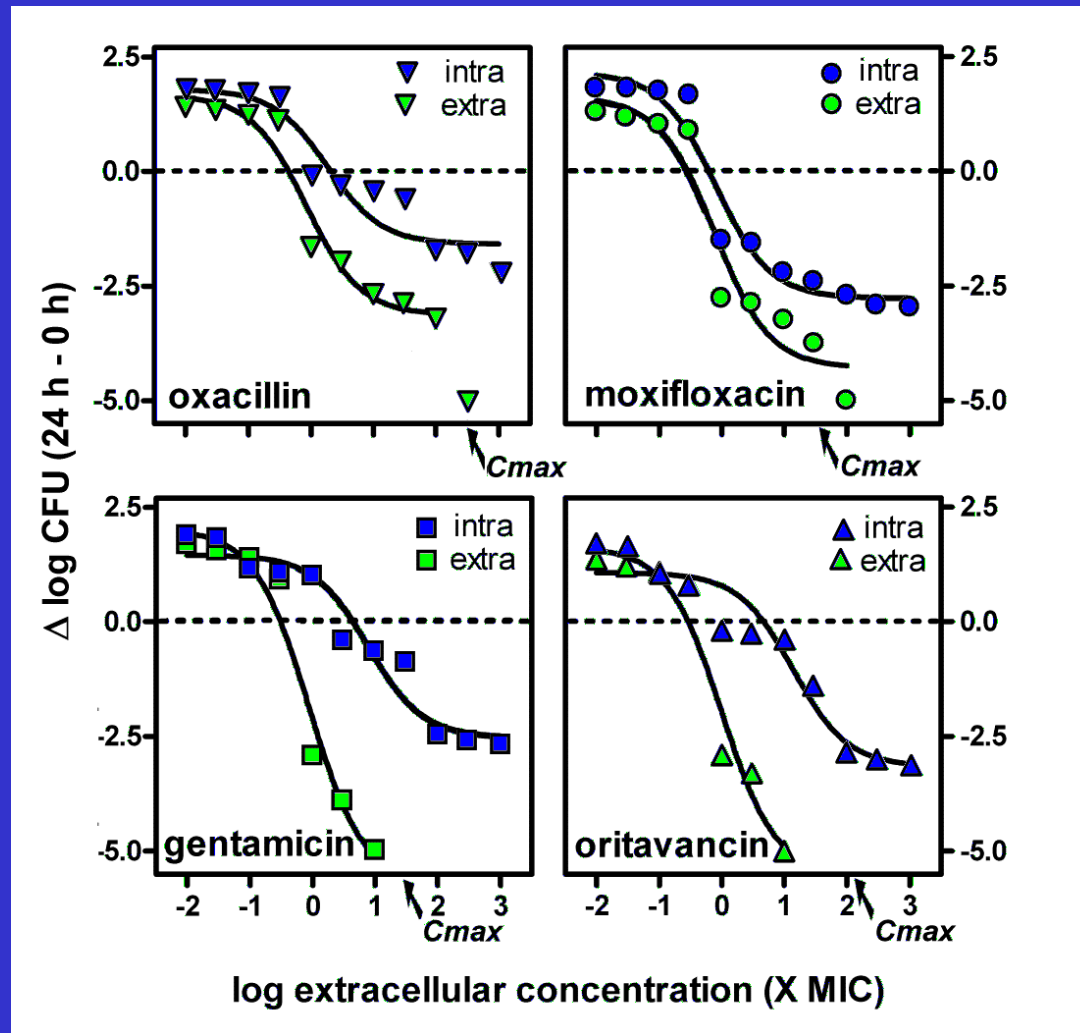 2.5 intra intra 2.5
extra extra
0.0 0.0
-2.5 -2.5
-5.0 oxacillin moxifloxacin -5.0
Cmax Cmax
Δ log CFU (24 h - 0 h)
2.5 intra intra 2.5
extra extra
0.0 0.0
-2.5 -2.5
-5.0 gentamicin oritavancin -5.0
-2 -1 0 1 2 3 -2 -1 0 1 2 3
Cmax Cmax
log extracellular concentration (X MIC)